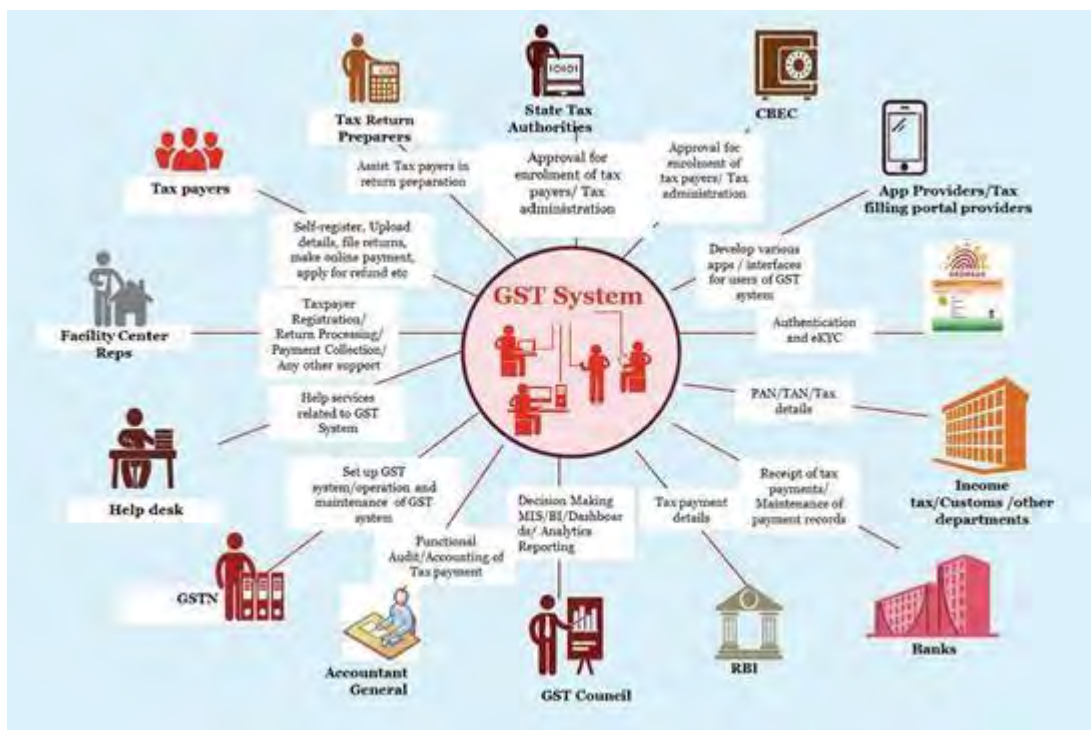 Tax Return
Preparers
Assist Tax payers in
return preparation
State Tax
Authorities
Approval for
enrolment of tax
payers/ Tax
administration
CBEC
Approval for
enrolment of
tax payers/ Tax
administration
App Providers/Tax
filling portal providers
Develop various
apps / interfaces
for users of GST
system
Tax payers
Self-register, Upload
details, file returns,
make online payment,
apply for refund etc
GST System
Authentication
and eKYC
AADHAAR
Facility Center
Reps
Taxpayer
Registration/
Return Processing/
Payment Collection/
Any other support
PAN/TAN/Tax
details
Income
tax/Customs /other
departments
Help services
related to GST
System
Help desk
Set up GST
system/operation and
maintenance of GST
system
GSTN
Functional
Audit/Accounting of
Tax payment
Accountant
General
Decision Making
MIS/BI/Dashboar
ds/ Analytics
Reporting
GST Council
Tax payment
details
RBI
Receipt of tax
payments/
Maintenance of
payment records
Banks